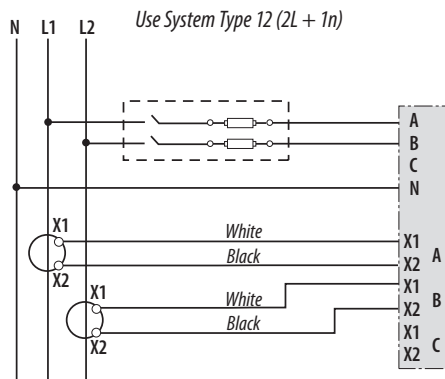 Use System Type 12 (2L + 1n)
N L1 L2
A
B
C
N
X1 White X1
X2 Black X2 A
X1 White X1
X2 Black X2 B
X1
X2 C